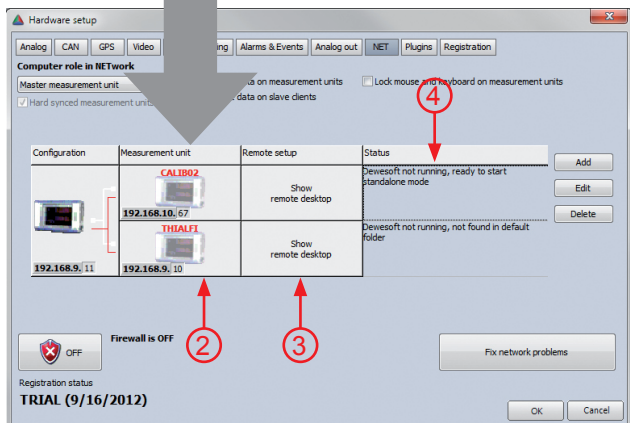 Hardware setup
Analog CAN GPS Video ng Alarms & Events Analog out NET Plugins Registration
Computer role in NETwork
Master measurement unit ta on measurement units Lock mouse and keyboard on measurement units
Hard synced measurement units data on slave clients
4
Configuration Measurement unit Remote setup Status
CALIB02
Show
remote desktop
192.168.10. 67
Dewesoft not running, ready to start
standalone mode
Add
Edit
Delete
THIALFI
Show
remote desktop
192.168.9. 11 192.168.9. 10
Dewesoft not running, not found in default
folder
2 3
OFF Firewall is OFF Fix network problems
Registration status
TRIAL (9/16/2012)
OK Cancel